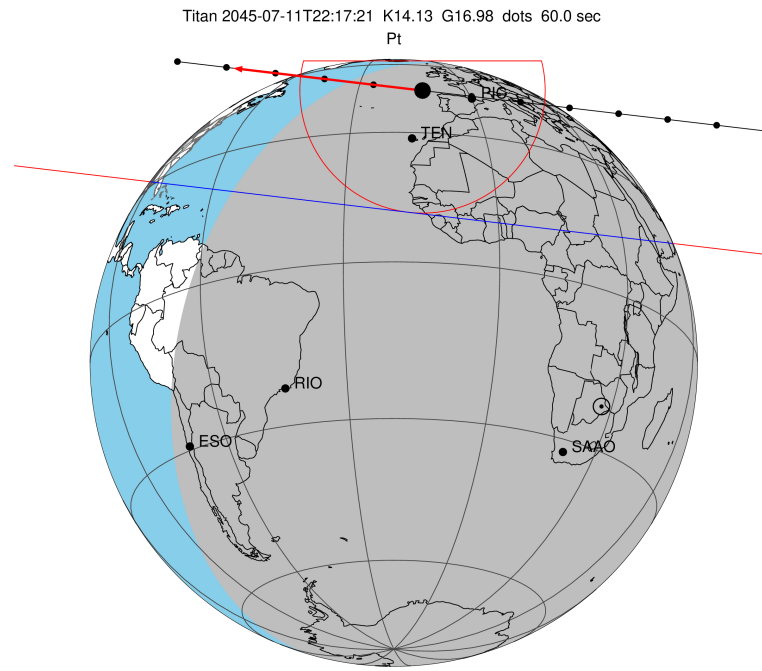 Titan 2045-07-11T22:17:21 K14.13 G16.98 dots 60.0 sec
Pt
PIC
TEN
RIO
ESO
SAAO